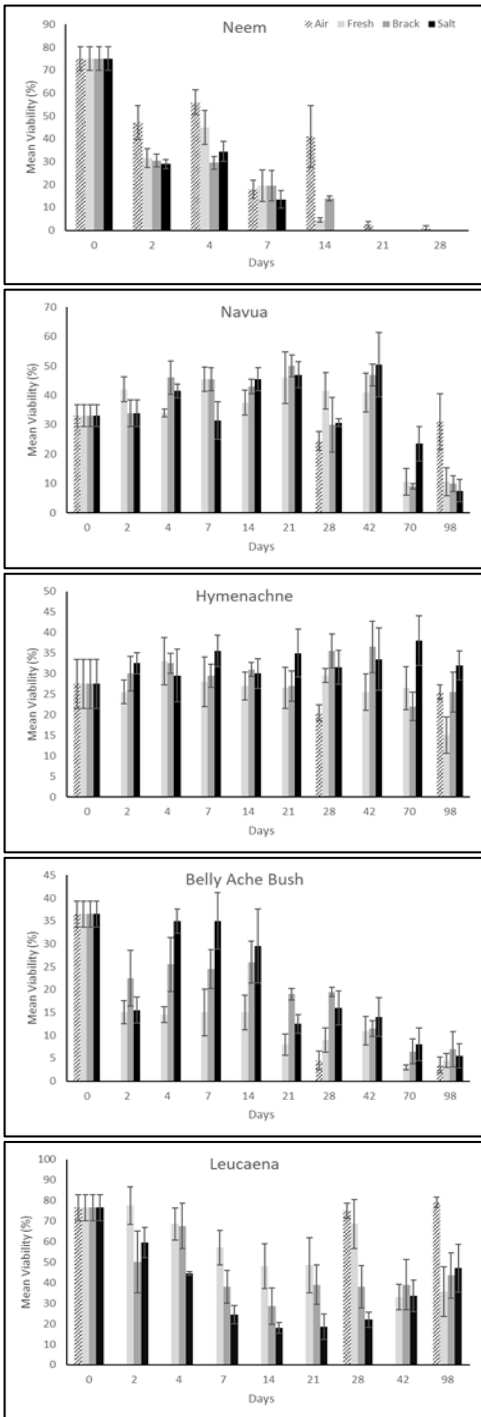 Neem
Air Fresh Brack Salt
Mean Viability (%)
90
80
70
60
50
40
30
20
10
0
0 2 4 7 14 21 28
Days
Navua
Mean Viability (%)
70
60
50
40
30
20
10
0
0 2 4 7 14 21 28 42 70 98
Days
Hymenachne
Mean Viability (%)
50
45
40
35
30
25
20
15
10
5
0
0 2 4 7 14 21 28 42 70 98
Days
Belly Ache Bush
Mean Viability (%)
45
40
35
30
25
20
15
10
5
0
0 2 4 7 14 21 28 42 70 98
Days
Leucaena
Mean Viability (%)
100
90
80
70
60
50
40
30
20
10
0
0 2 4 7 14 21 28 42 98
Days